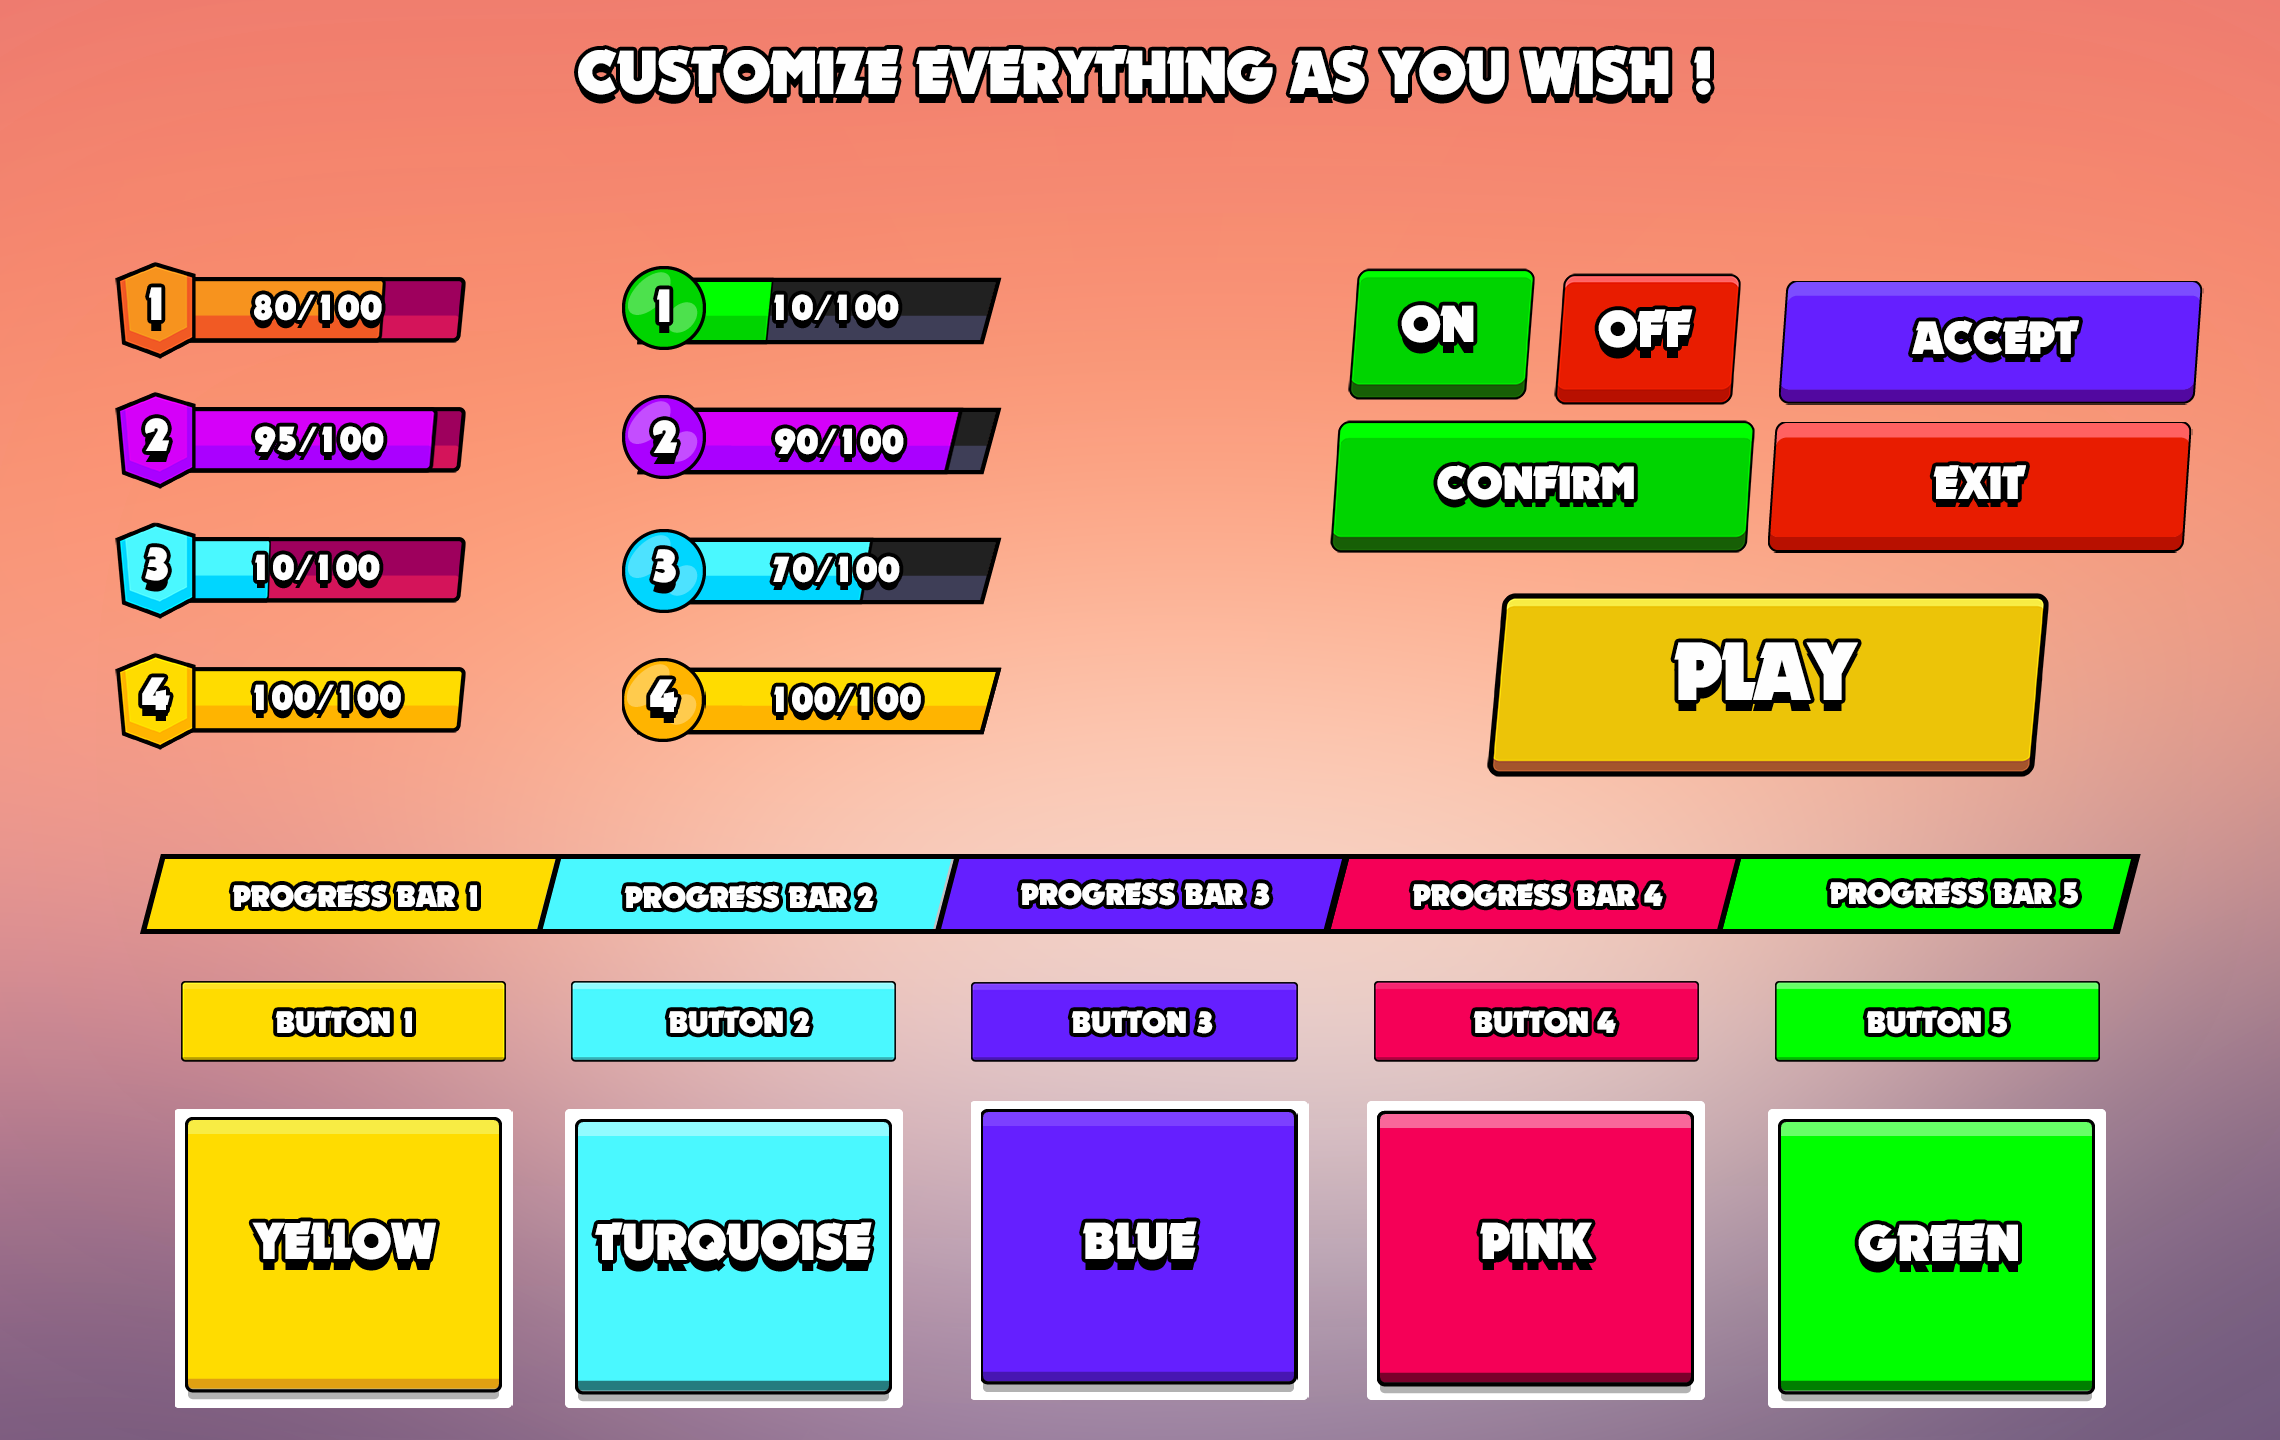 CUSTOMIZE EVERYTHING AS YOU WISH !
1 80/100
2 95/100
3 10/100
4 100/100
1 10/100
2 90/100
3 70/100
4 100/100
ON OFF ACCEPT
CONFIRM EXIT
PLAY
PROGRESS BAR 1 PROGRESS BAR 2 PROGRESS BAR 3 PROGRESS BAR 4 PROGRESS BAR 5
BUTTON 1 BUTTON 2 BUTTON 3 BUTTON 4 BUTTON 5
YELLOW TURQUOISE BLUE PINK GREEN